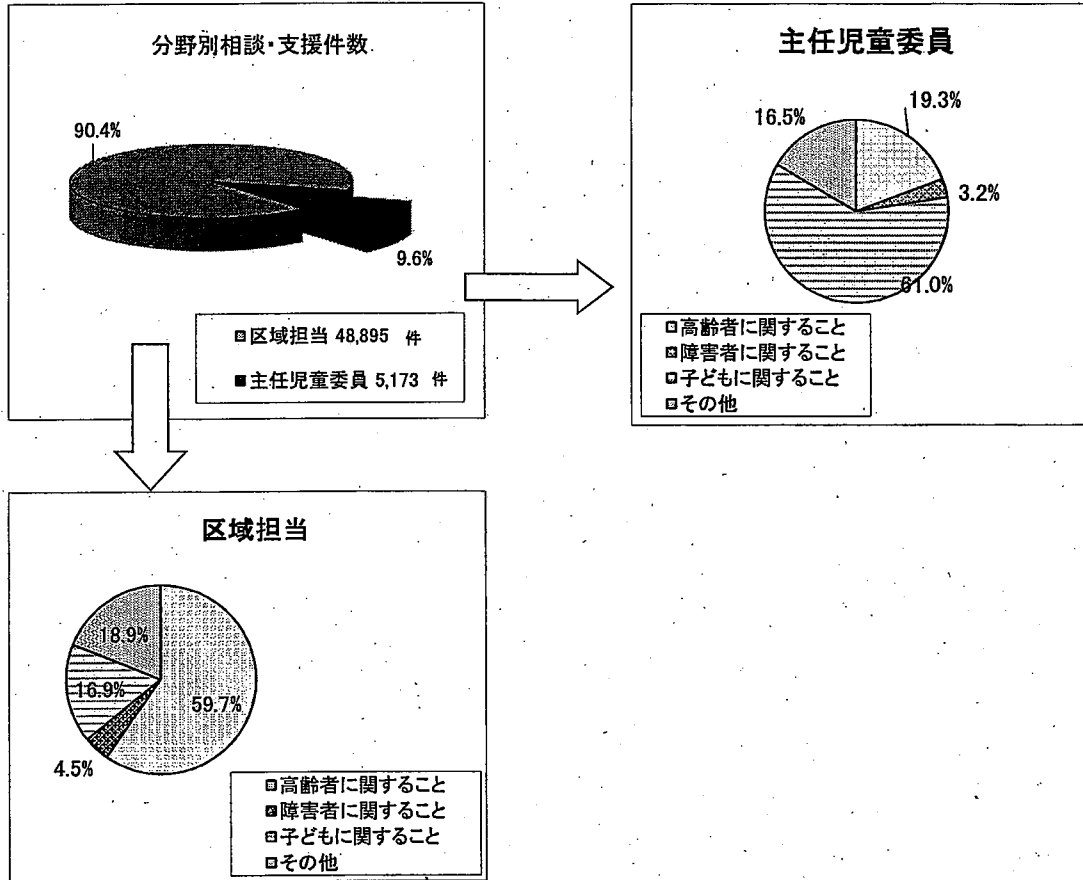 分野別相談・支援件数
90.4%
9.6%
区域担当 48,895 件
主任児童委員 5,173 件
主任児童委員
16.5%
19.3%
3.2%
61.0%
高齢者に関すること
障害者に関すること
子どもに関すること
その他
区域担当
18.9%
16.9%
59.7%
4.5%
高齢者に関すること
障害者に関すること
子どもに関すること
その他